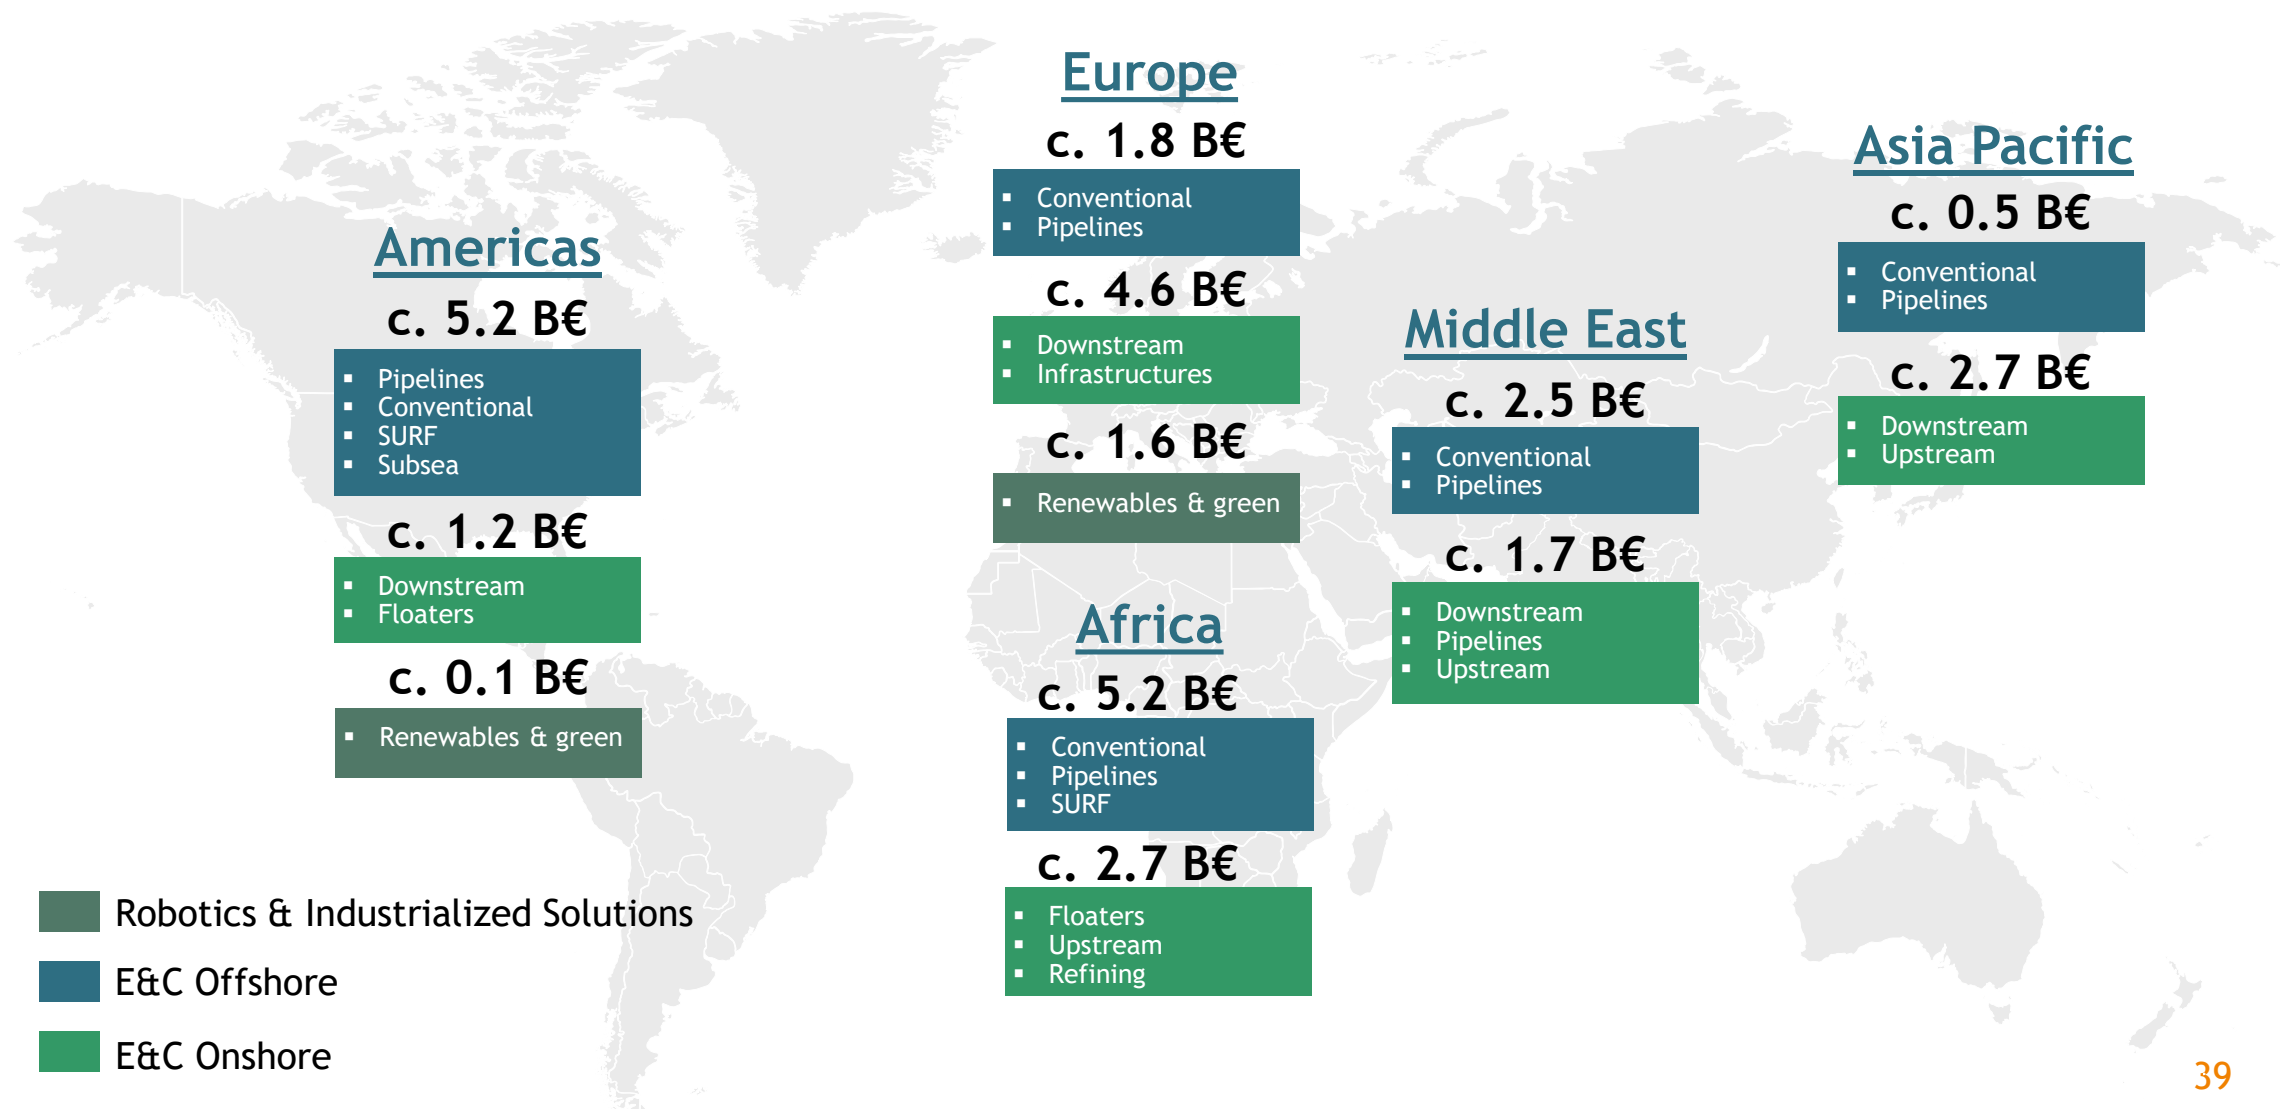 Americas
c. 5.2 B€
▪ Pipelines
▪ Conventional
▪ SURF
▪ Subsea
c. 1.2 B€
▪ Downstream
▪ Floaters
c. 0.1 B€
▪ Renewables & green
Europe
c. 1.8 B€
▪ Conventional
▪ Pipelines
c. 4.6 B€
▪ Downstream
▪ Infrastructures
c. 1.6 B€
▪ Renewables & green
Africa
c. 5.2 B€
▪ Conventional
▪ Pipelines
▪ SURF
c. 2.7 B€
▪ Floaters
▪ Upstream
▪ Refining
Middle East
c. 2.5 B€
▪ Conventional
▪ Pipelines
c. 1.7 B€
▪ Downstream
▪ Pipelines
▪ Upstream
Asia Pacific
c. 0.5 B€
▪ Conventional
▪ Pipelines
c. 2.7 B€
▪ Downstream
▪ Upstream
Robotics & Industrialized Solutions
E&C Offshore
E&C Onshore
39